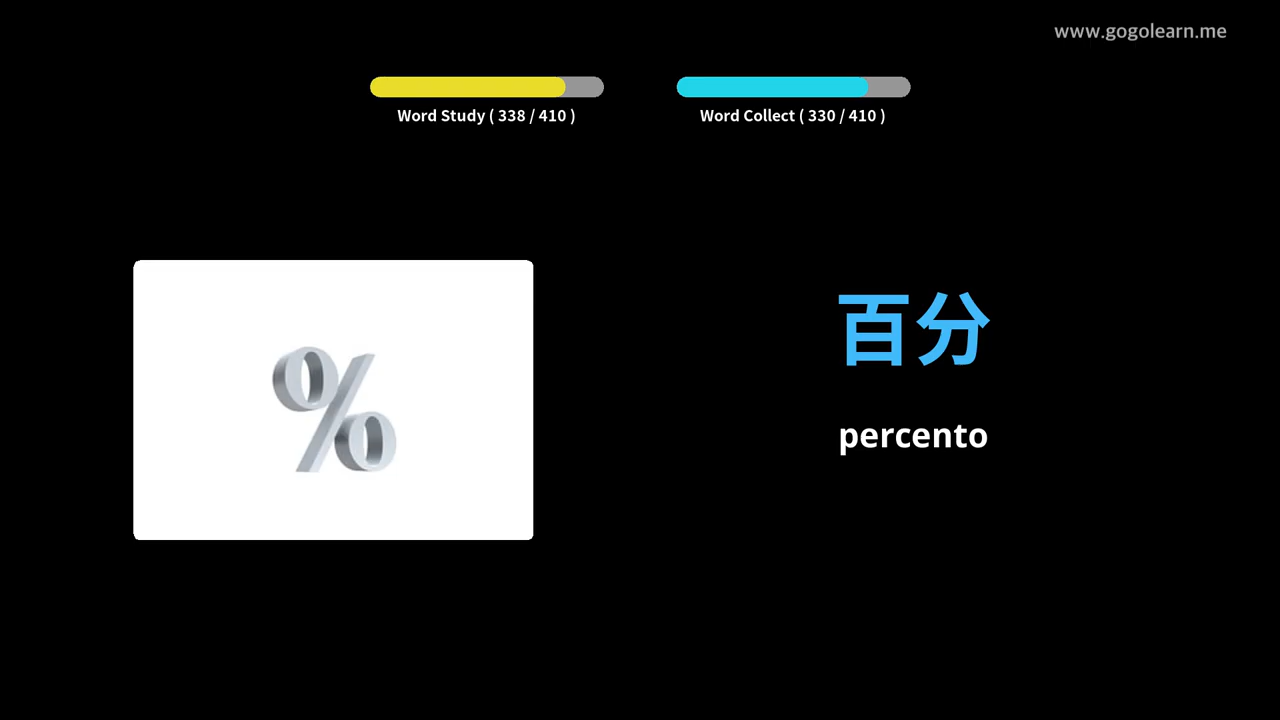 www.gogolearn.me
Word Study ( 338 / 410 )
Word Collect ( 330 / 410 )
%
百分
percento